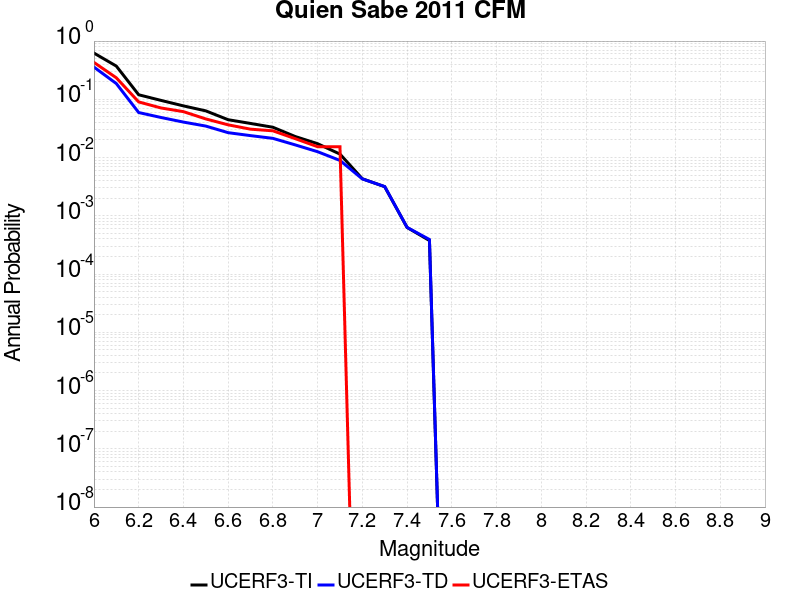 Quien Sabe 2011 CFM
Annual Probability
10^0
10^-1
10^-2
10^-3
10^-4
10^-5
10^-6
10^-7
10^-8
6 6.2 6.4 6.6 6.8 7 7.2 7.4 7.6 7.8 8 8.2 8.4 8.6 8.8 9
Magnitude
UCERF3-TI UCERF3-TD UCERF3-ETAS